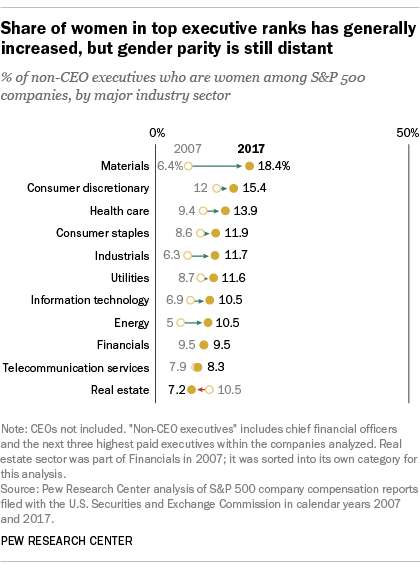 Share of women in top executive ranks has generally
increased, but gender parity is still distant
% of non-CEO executives who are women among S&P 500
companies, by major industry sector
0% 50%
2007 2017
Materials 6.4% 18.4%
Consumer discretionary 12 15.4
Health care 9.4 13.9
Consumer staples 8.6 11.9
Industrials 6.3 11.7
Utilities 8.7 11.6
Information technology 6.9 10.5
Energy 5 10.5
Financials 9.5 9.5
Telecommunication services 7.9 8.3
Real estate 7.2 10.5
Note: CEOs not included. "Non-CEO executives" includes chief financial officers
and the next three highest paid executives within the companies analyzed. Real
estate sector was part of Financials in 2007; it was sorted into its own category for
this analysis.
Source: Pew Research Center analysis of S&P 500 company compensation reports
filed with the U.S. Securities and Exchange Commission in calendar years 2007
and 2017.
PEW RESEARCH CENTER